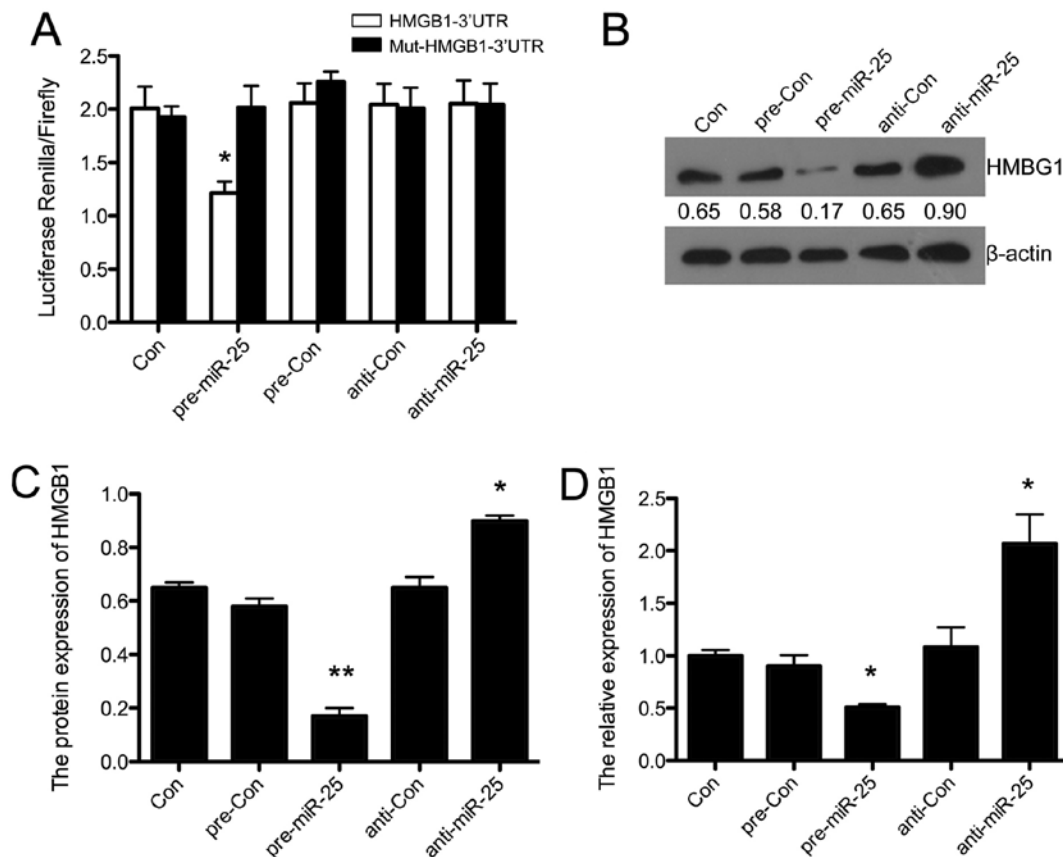 A
HMGB1-3'UTR
Mut-HMGB1-3'UTR
Luciferase Renilla/Firefly
2.5
2.0
1.5
1.0
2.5
0.0
*
Con
pre-miR-25
pre-Con
anti-Con
anti-miR-25
B
Con
pre-Con
pre-miR-25
anti-Con
anti-miR-25
HMBG1
0.65 0.58 0.17 0.65 0.90
β-actin
C
The protein expression of HMGB1
1.0
0.8
0.6
0.4
0.2
0.0
**
*
Con
pre-Con
pre-miR-25
anti-Con
anti-miR-25
D
The relative expression of HMGB1
2.5
2.0
1.5
1.0
0.5
0.0
*
*
Con
pre-Con
pre-miR-25
anti-Con
anti-miR-25